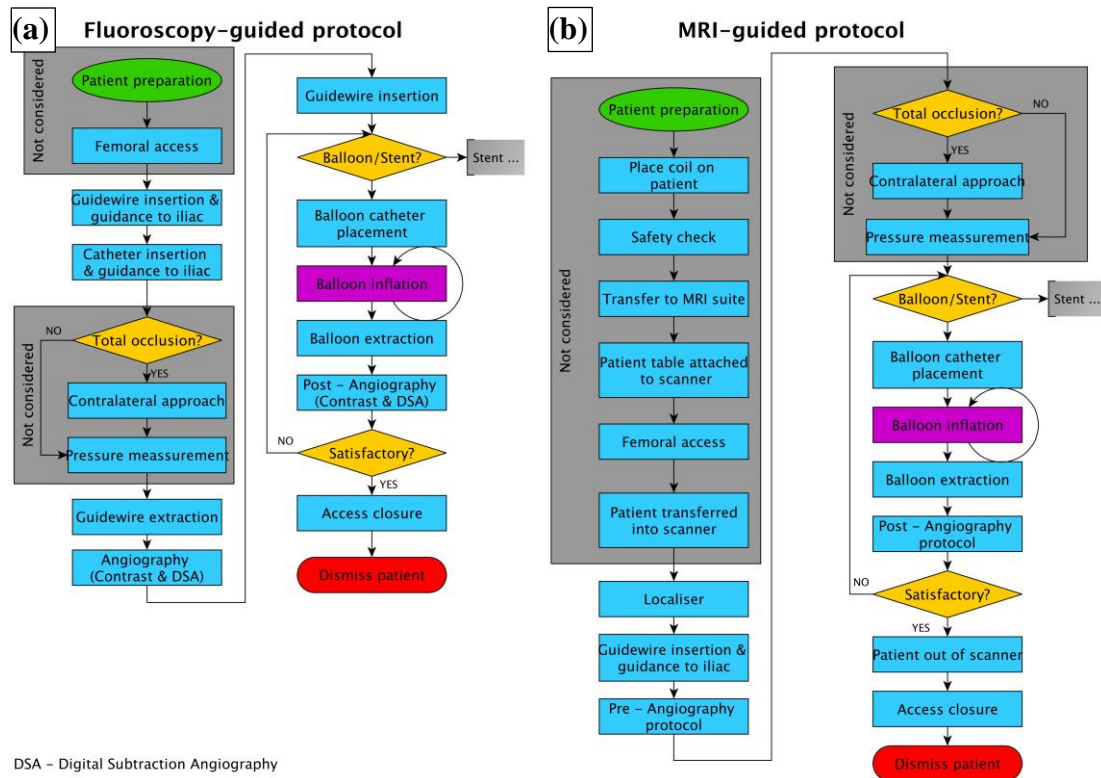 (a)
Fluoroscopy-guided protocol
Not considered
Patient preparation
Femoral access
Guidewire insertion &
guidance to iliac
Catheter insertion
& guidance to iliac
Not considered
Total occlusion?
NO
YES
Contralateral approach
Pressure meassurement
Guidewire extraction
Angiography
(Contrast & DSA)
Guidewire insertion
Balloon/Stent?
Stent ...
Balloon catheter
placement
Balloon inflation
Balloon extraction
Post - Angiography
(Contrast & DSA)
NO
Satisfactory?
YES
Access closure
Dismiss patient
DSA - Digital Subtraction Angiography
(b)
MRI-guided protocol
Not considered
Patient preparation
Place coil on
patient
Safety check
Transfer to MRI suite
Patient table attached
to scanner
Femoral access
Patient transferred
into scanner
Localiser
Guidewire insertion &
guidance to iliac
Pre - Angiography
protocol
Not considered
Total occlusion?
NO
YES
Contralateral approach
Pressure meassurement
Balloon/Stent?
Stent ...
Balloon catheter
placement
Balloon inflation
Balloon extraction
Post - Angiography
protocol
NO
Satisfactory?
YES
Patient out of scanner
Access closure
Dismiss patient